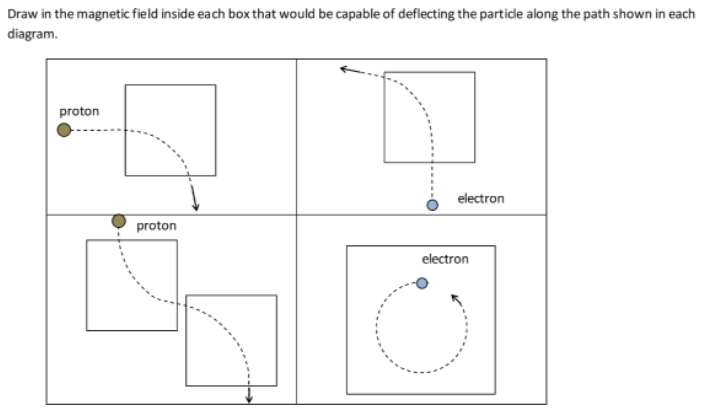 Draw in the magnetic field inside each box that would be capable of deflecting the particle along the path shown in each
diagram.
proton
electron
proton
electron